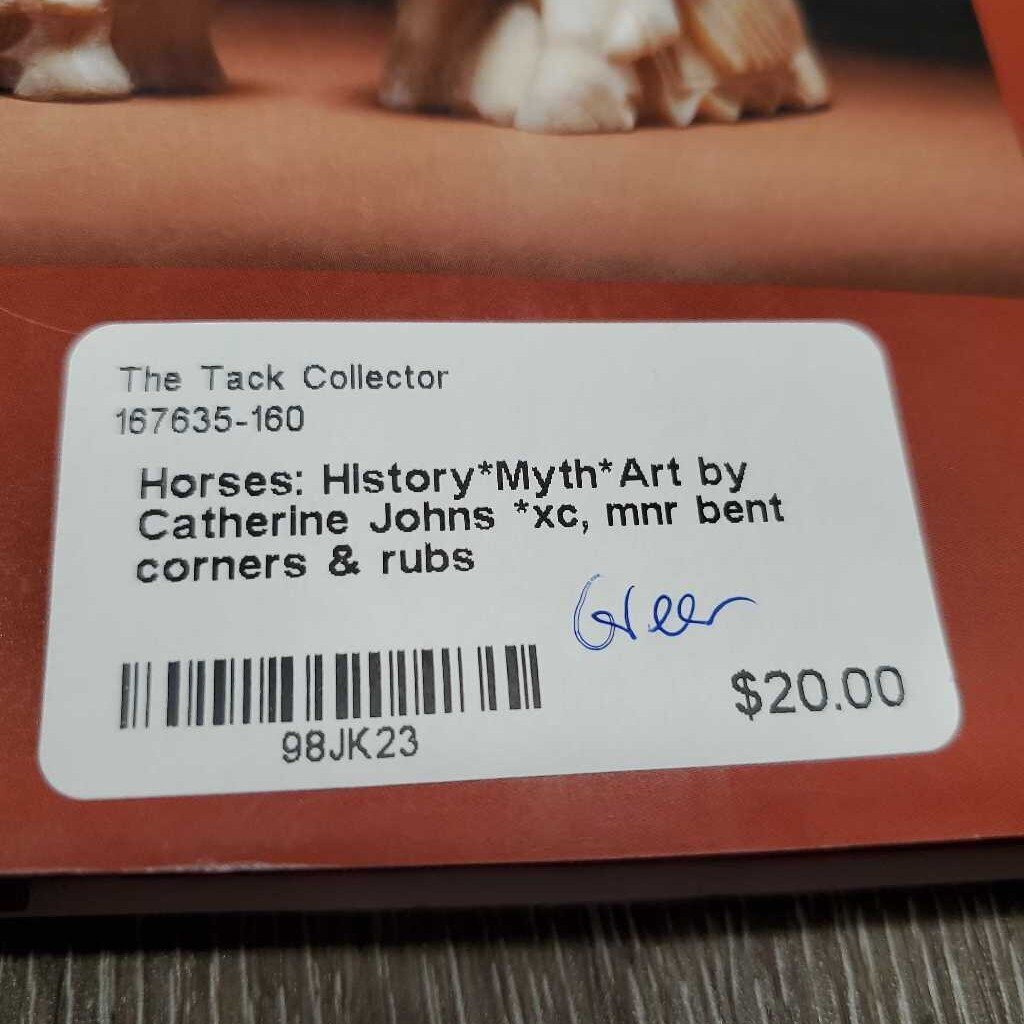 The Tack Collector
167635-160
Horses: HIstory*Myth*Art by
Catherine Johns *xc, mnr bent
corners & rubs
Greer
98JK23
$20.00